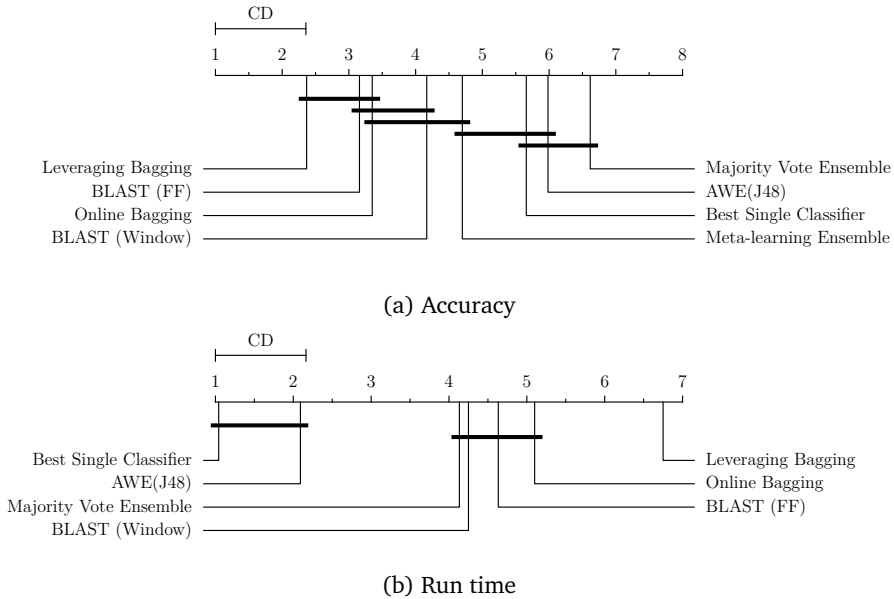 CD
1 2 3 4 5 6 7 8
Leveraging Bagging Majority Vote Ensemble
BLAST (FF) AWE(J48)
Online Bagging Best Single Classifier
BLAST (Window) Meta-learning Ensemble
(a) Accuracy
CD
1 2 3 4 5 6 7
Best Single Classifier Leveraging Bagging
AWE(J48) Online Bagging
Majority Vote Ensemble BLAST (FF)
BLAST (Window)
(b) Run time